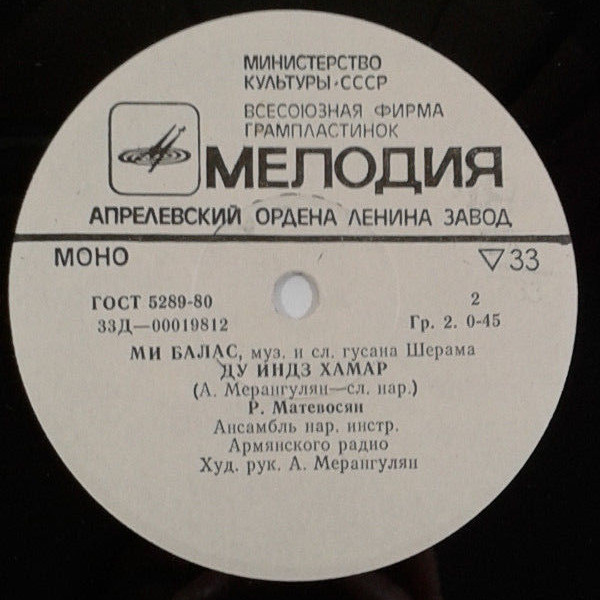 МИНИСТЕРСТВО
КУЛЬТУРЫ·СССР
ВСЕСОЮЗНАЯ ФИРМА
ГРАМПЛАСТИНОК
МЕЛОДИЯ
АПРЕЛЕВСКИЙ ОРДЕНА ЛЕНИНА ЗАВОД
МОНО ▽33
ГОСТ 5289-80 2
33Д—00019812 Гр. 2. 0-45
МИ БАЛАС, муз. и сл. гусана Шерама
ДУ ИНДЗ ХАМАР
(А. Мерангулян—сл. нар.)
Р. Матевосян
Ансамбль нар. инстр.
Армянского радио
Худ. рук. А. Мерангулян